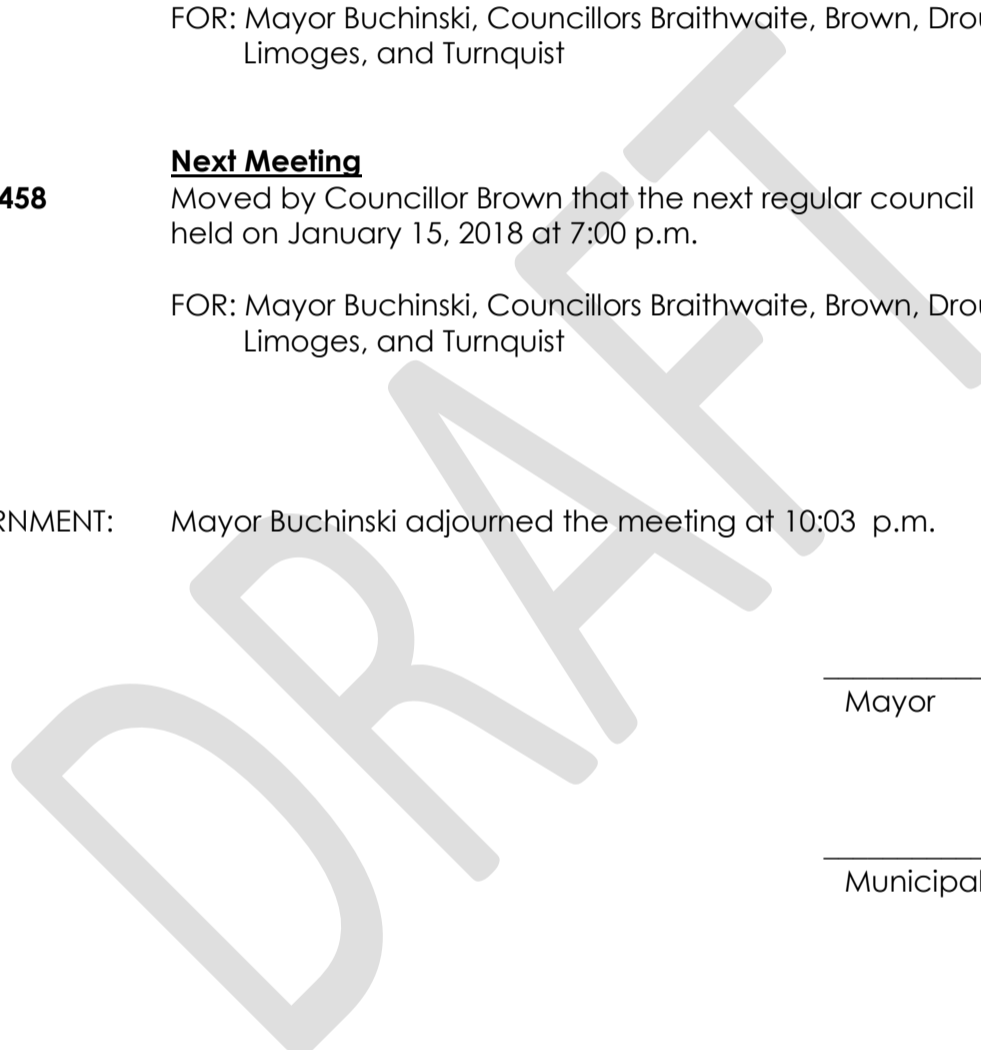 FOR: Mayor Buchinski, Councillors Braithwaite, Brown,
Limoges, and Turnquist
Next Meeting
458 Moved by Councillor Brown that the next regular council
held on January 15, 2018 at 7:00 p.m.
FOR: Mayor Buchinski, Councillors Braithwaite, Brown,
Limoges, and Turnquist
RNMENT: Mayor Buchinski adjourned the meeting at 10:03 p.m.
Mayor
Municipal
DRAFT